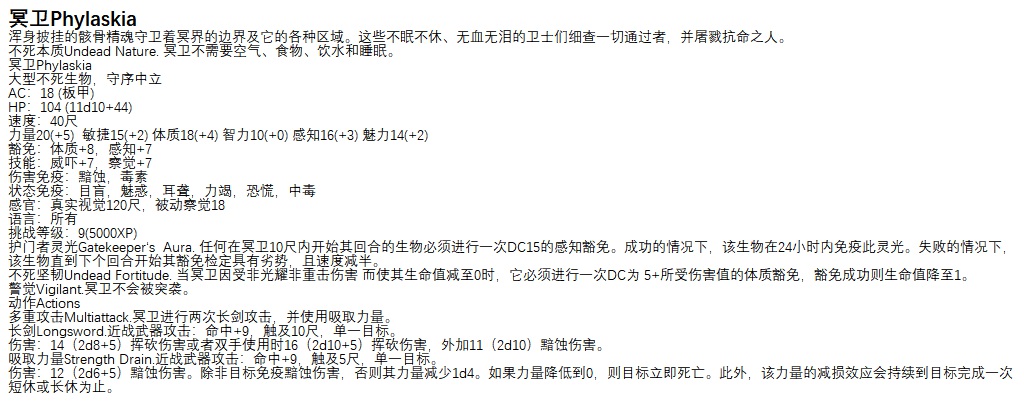 冥卫Phylaskia
浑身披挂的骸骨精魂守卫着冥界的边界及它的各种区域。这些不眠不休、无血无泪的卫士们细查一切通过者，并屠戮抗命之人。
不死本质Undead Nature. 冥卫不需要空气、食物、饮水和睡眠。
冥卫Phylaskia
大型不死生物，守序中立
AC：18 (板甲)
HP：104 (11d10+44)
速度：40尺
力量20(+5) 敏捷15(+2) 体质18(+4) 智力10(+0) 感知16(+3) 魅力14(+2)
豁免：体质+8，感知+7
技能：威吓+7，察觉+7
伤害免疫：黯蚀，毒素
状态免疫：目盲，魅惑，耳聋，力竭，恐慌，中毒
感官：真实视觉120尺，被动察觉18
语言：所有
挑战等级：9(5000XP)
护门者灵光Gatekeeper's Aura. 任何在冥卫10尺内开始其回合的生物必须进行一次DC15的感知豁免。成功的情况下，该生物在24小时内免疫此灵光。失败的情况下，
该生物直到下个回合开始其豁免检定具有劣势，且速度减半。
不死坚韧Undead Fortitude. 当冥卫因受非光耀非重击伤害 而使其生命值减至0时，它必须进行一次DC为 5+所受伤害值的体质豁免，豁免成功则生命值降至1。
警觉Vigilant.冥卫不会被突袭。
动作Actions
多重攻击Multiattack.冥卫进行两次长剑攻击，并使用吸取力量。
长剑Longsword.近战武器攻击：命中+9，触及10尺，单一目标。
伤害：14（2d8+5）挥砍伤害或者双手使用时16（2d10+5）挥砍伤害，外加11（2d10）黯蚀伤害。
吸取力量Strength Drain.近战武器攻击：命中+9，触及5尺，单一目标。
伤害：12（2d6+5）黯蚀伤害。除非目标免疫黯蚀伤害，否则其力量减少1d4。如果力量降低到0，则目标立即死亡。此外，该力量的减损效应会持续到目标完成一次
短休或长休为止。